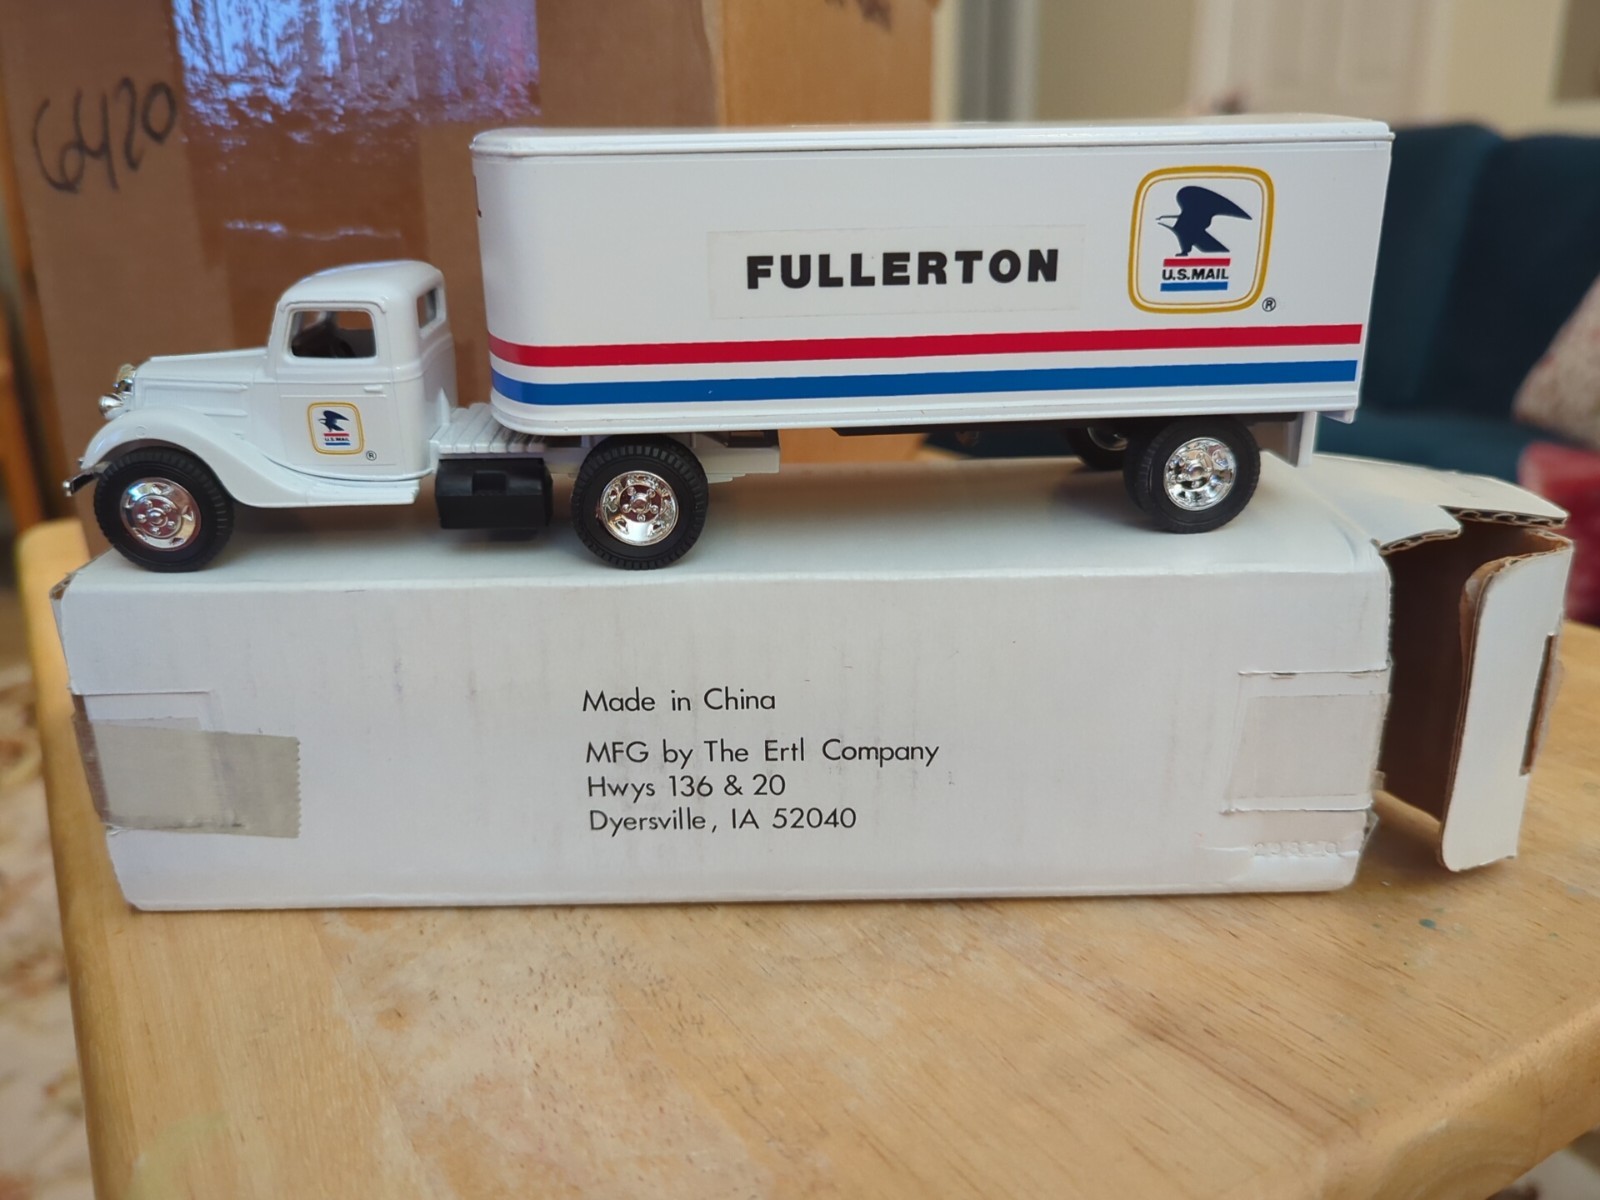 6420
FULLERTON
U.S.MAIL
®
U.S.MAIL
®
Made in China
MFG by The Ertl Company
Hwys 136 & 20
Dyersville, IA 52040